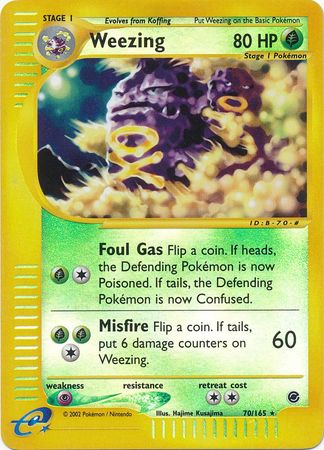 STAGE 1
Evolves from Koffing
Put Weezing on the Basic Pokémon
Weezing
80 HP
Stage 1 Pokémon
ID:B-70-#
Foul Gas Flip a coin. If heads,
the Defending Pokémon is now
Poisoned. If tails, the Defending
Pokémon is now Confused.
Misfire Flip a coin. If tails,
put 6 damage counters on
Weezing.
60
weakness
resistance
retreat cost
e
© 2002 Pokémon / Nintendo
Illus. Hajime Kusajima
70/165 ★